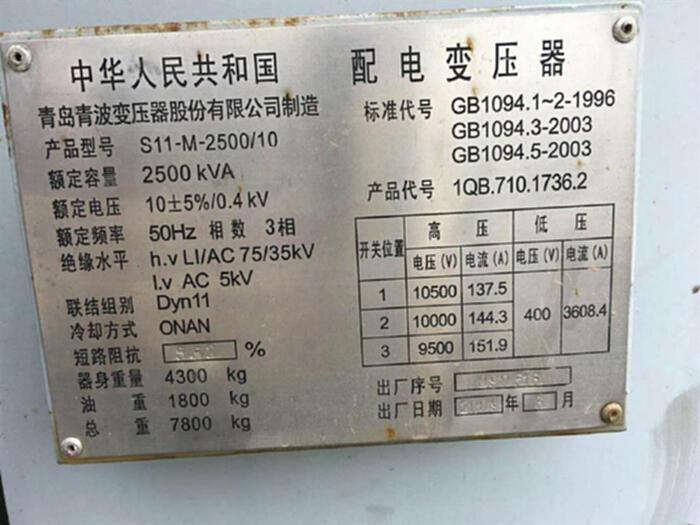 中华人民共和国 配电变压器
青岛青波变压器股份有限公司制造
产品型号 S11-M-2500/10
额定容量 2500 kVA
额定电压 10±5%/0.4 kV
额定频率 50Hz 相数 3相
绝缘水平 h.v LI/AC 75/35kV
l.v AC 5kV
联结组别 Dyn11
冷却方式 ONAN
短路阻抗 %
器身重量 4300 kg
油 重 1800 kg
总 重 7800 kg
标准代号 GB1094.1~2-1996
GB1094.3-2003
GB1094.5-2003
产品代号 1QB.710.1736.2
开关位置 高 压 低 压
电压(V) 电流(A) 电压(V) 电流(A)
1 10500 137.5
2 10000 144.3 400 3608.4
3 9500 151.9
出厂序号
出厂日期 年 月